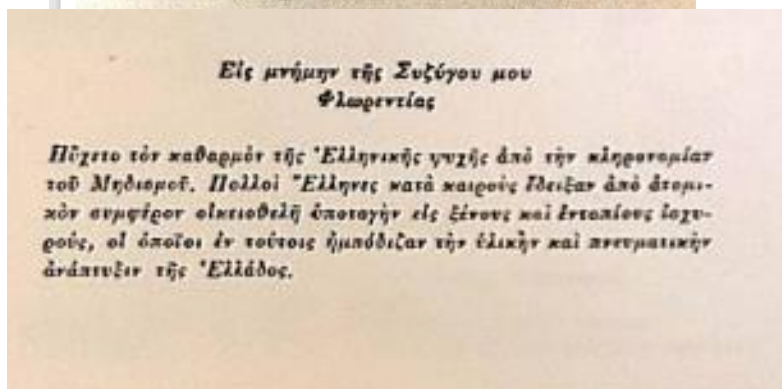 Εἰς μνήμην τῆς Συζύγου μου
Φλωρεντίας
Ηὔχετο τὸν καθαρμὸν τῆς Ἑλληνικῆς ψυχῆς ἀπὸ τὴν κληρονομίαν
τοῦ Μηδισμοῦ. Πολλοὶ Ἕλληνες κατὰ καιροὺς ἔδειξαν ἀπὸ ἀτομι-
κὸν συμφέρον οἰκειοθελῆ ὑποταγὴν εἰς ξένους καὶ ἐντοπίους ἰσχυ-
ρούς, οἱ ὁποῖοι ἐν τούτοις ἠμπόδιζαν τὴν ὑλικὴν καὶ πνευματικὴν
ἀνάπτυξιν τῆς Ἑλλάδος.